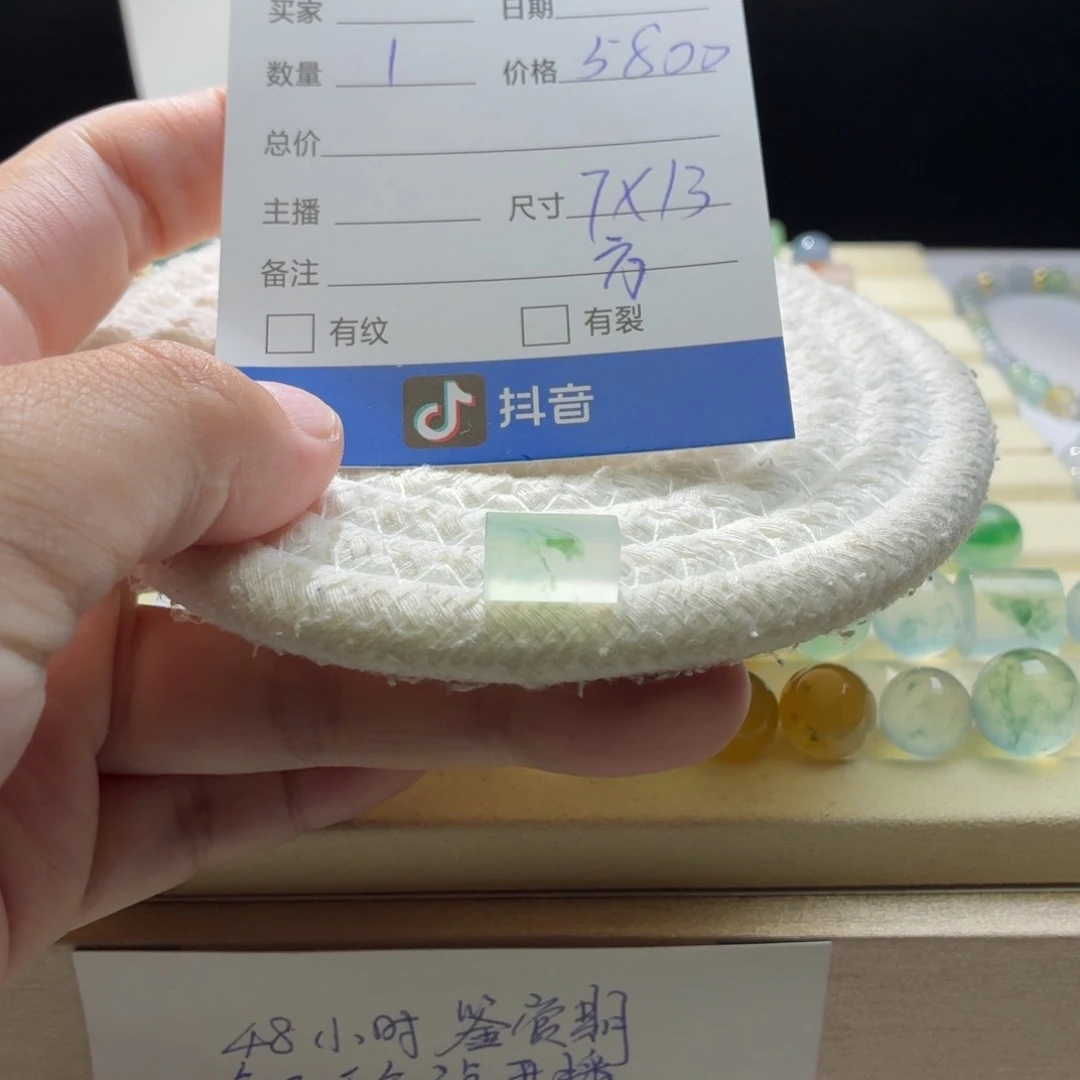 买家 日期
数量 1 价格 5800
总价
主播 尺寸 7X13
备注 方
有纹 有裂
抖音
48小时鉴赏期